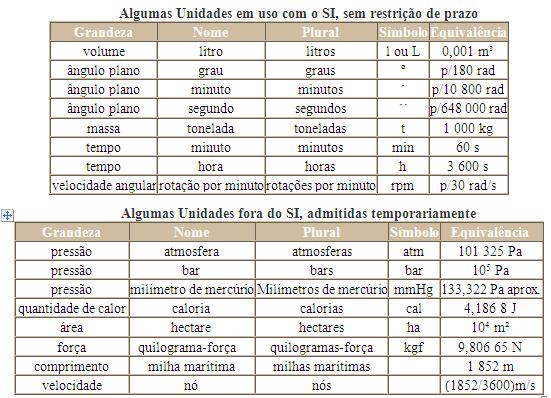 Algumas Unidades em uso com o SI, sem restrição de prazo
Grandeza Nome Plural Símbolo Equivalência
volume litro litros l ou L 0,001 m³
ângulo plano grau graus º p/180 rad
ângulo plano minuto minutos ´ p/10 800 rad
ângulo plano segundo segundos ´´ p/648 000 rad
massa tonelada toneladas t 1 000 kg
tempo minuto minutos min 60 s
tempo hora horas h 3 600 s
velocidade angular rotação por minuto rotações por minuto rpm p/30 rad/s
Algumas Unidades fora do SI, admitidas temporariamente
Grandeza Nome Plural Símbolo Equivalência
pressão atmosfera atmosferas atm 101 325 Pa
pressão bar bars bar 10⁵ Pa
pressão milímetro de mercúrio Milímetros de mercúrio mmHg 133,322 Pa aprox.
quantidade de calor caloria calorias cal 4,186 8 J
área hectare hectares ha 10⁴ m²
força quilograma-força quilogramas-força kgf 9,806 65 N
comprimento milha marítima milhas marítimas 1 852 m
velocidade nó nós (1852/3600)m/s